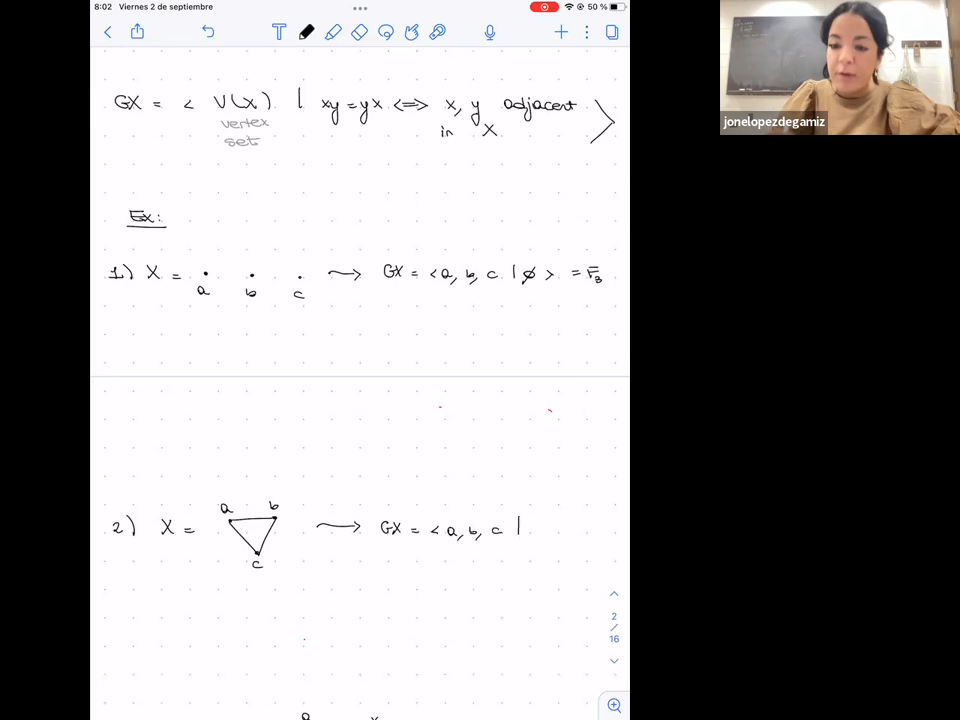 8:02 Viernes 2 de septiembre
50 %
jonelopezdegamiz
GX = < V(X) | xy = yx <=> x, y adjacent in X >
vertex
set
Ex:
1) X = . . . ⟿ GX = < a, b, c | ∅ > = F₃
a b c
a b
2) X = ⟿ GX = < a, b, c |
c
2
/
16